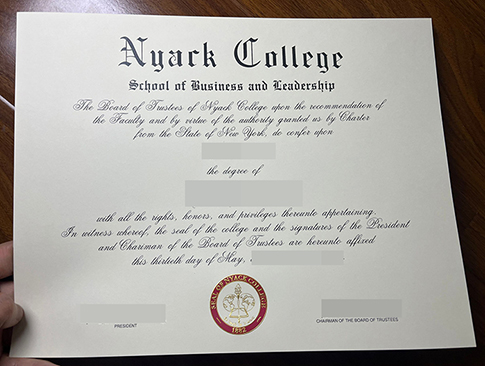 Nyack College
School of Business and Leadership
The Board of Trustees of Nyack College upon the recommendation of
the Faculty and by virtue of the authority granted us by Charter
from the State of New York, do confer upon
the degree of
with all the rights, honors, and privileges thereunto appertaining.
In witness whereof, the seal of the college and the signatures of the President
and Chairman of the Board of Trustees are hereunto affixed
this thirtieth day of May,
SEAL OF NYACK COLLEGE
1882
PRESIDENT
CHAIRMAN OF THE BOARD OF TRUSTEES